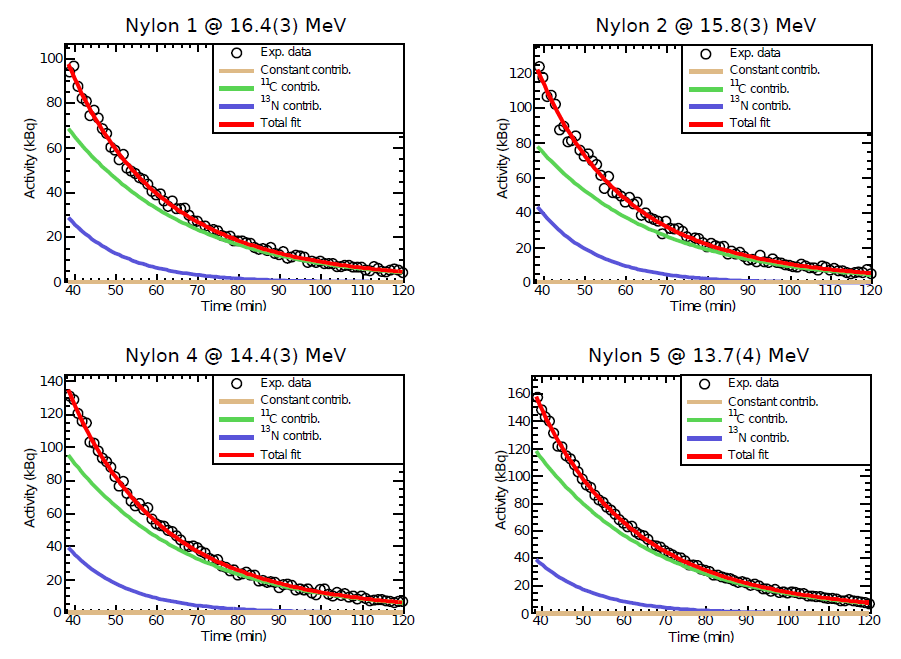 Nylon 1 @ 16.4(3) MeV
Activity (kBq)
100
80
60
40
20
0
Exp. data
Constant contrib.
¹¹C contrib.
¹³N contrib.
Total fit
40 50 60 70 80 90 100 110 120
Time (min)
Nylon 2 @ 15.8(3) MeV
Activity (kBq)
120
100
80
60
40
20
0
Exp. data
Constant contrib.
¹¹C contrib.
¹³N contrib.
Total fit
40 50 60 70 80 90 100 110 120
Time (min)
Nylon 4 @ 14.4(3) MeV
Activity (kBq)
140
120
100
80
60
40
20
0
Exp. data
Constant contrib.
¹¹C contrib.
¹³N contrib.
Total fit
40 50 60 70 80 90 100 110 120
Time (min)
Nylon 5 @ 13.7(4) MeV
Activity (kBq)
160
140
120
100
80
60
40
20
0
Exp. data
Constant contrib.
¹¹C contrib.
¹³N contrib.
Total fit
40 50 60 70 80 90 100 110 120
Time (min)